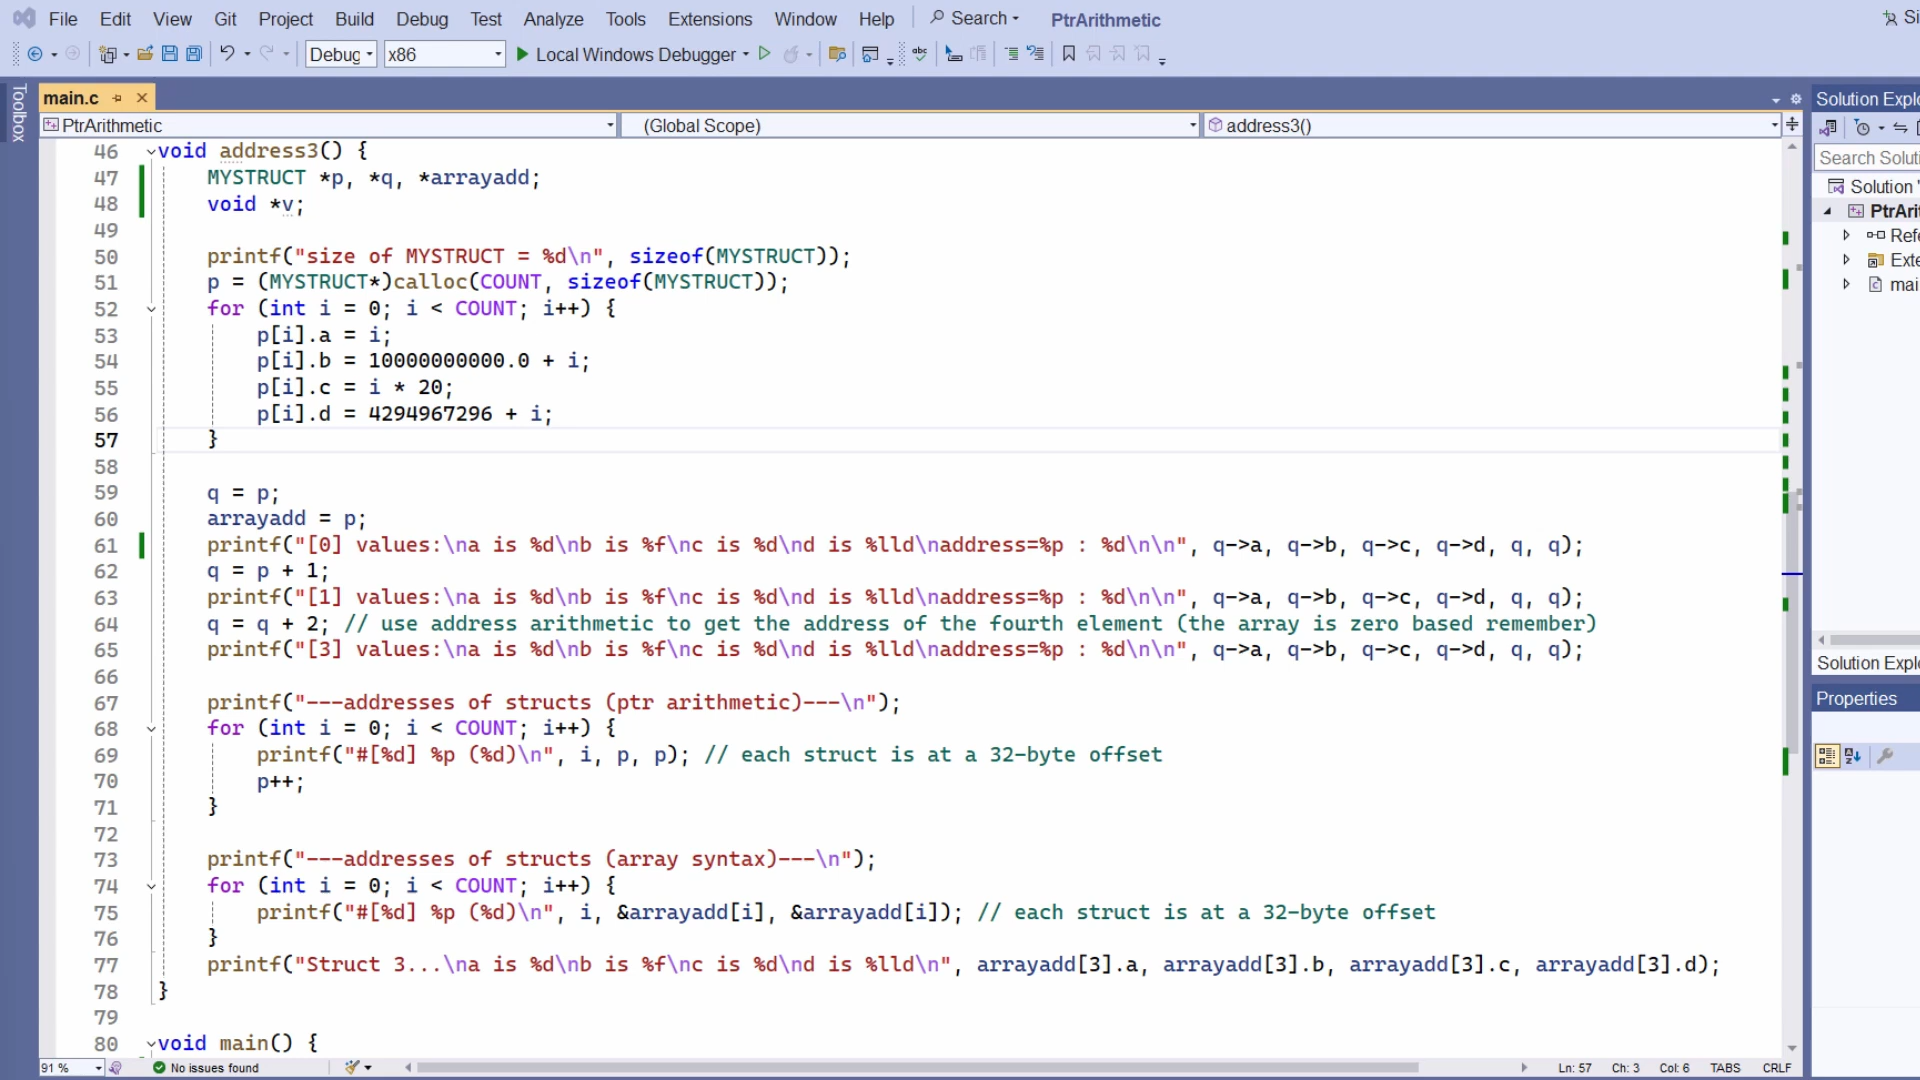 File Edit View Git Project Build Debug Test Analyze Tools Extensions Window Help Search PtrArithmetic
Debug x86 Local Windows Debugger
Toolbox
main.c
PtrArithmetic (Global Scope) address3()
46 void address3() {
47 MYSTRUCT *p, *q, *arrayadd;
48 void *v;
49
50 printf("size of MYSTRUCT = %d\n", sizeof(MYSTRUCT));
51 p = (MYSTRUCT*)calloc(COUNT, sizeof(MYSTRUCT));
52 for (int i = 0; i < COUNT; i++) {
53 p[i].a = i;
54 p[i].b = 10000000000.0 + i;
55 p[i].c = i * 20;
56 p[i].d = 4294967296 + i;
57 }
58
59 q = p;
60 arrayadd = p;
61 printf("[0] values:\na is %d\nb is %f\nc is %d\nd is %lld\naddress=%p : %d\n\n", q->a, q->b, q->c, q->d, q, q);
62 q = p + 1;
63 printf("[1] values:\na is %d\nb is %f\nc is %d\nd is %lld\naddress=%p : %d\n\n", q->a, q->b, q->c, q->d, q, q);
64 q = q + 2; // use address arithmetic to get the address of the fourth element (the array is zero based remember)
65 printf("[3] values:\na is %d\nb is %f\nc is %d\nd is %lld\naddress=%p : %d\n\n", q->a, q->b, q->c, q->d, q, q);
66
67 printf("---addresses of structs (ptr arithmetic)---\n");
68 for (int i = 0; i < COUNT; i++) {
69 printf("#[%d] %p (%d)\n", i, p, p); // each struct is at a 32-byte offset
70 p++;
71 }
72
73 printf("---addresses of structs (array syntax)---\n");
74 for (int i = 0; i < COUNT; i++) {
75 printf("#[%d] %p (%d)\n", i, &arrayadd[i], &arrayadd[i]); // each struct is at a 32-byte offset
76 }
77 printf("Struct 3...\na is %d\nb is %f\nc is %d\nd is %lld\n", arrayadd[3].a, arrayadd[3].b, arrayadd[3].c, arrayadd[3].d);
78 }
79
80 void main() {
91 % No issues found Ln: 57 Ch: 3 Col: 6 TABS CRLF
Solution Explo
Search Soluti
Solution '
PtrArit
Refe
Exte
mai
Solution Explo
Properties